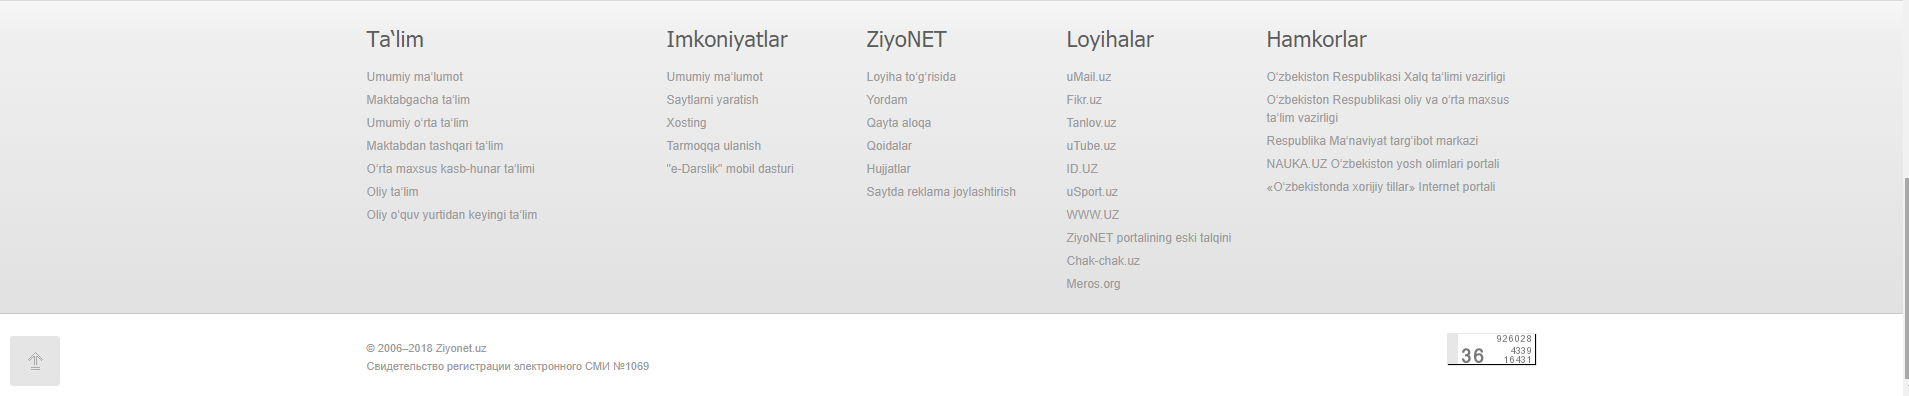 Ta‘lim
Umumiy ma’lumot
Maktabgacha ta’lim
Umumiy o‘rta ta’lim
Maktabdan tashqari ta’lim
O‘rta maxsus kasb-hunar ta’limi
Oliy ta’lim
Oliy o‘quv yurtidan keyingi ta’lim
Imkoniyatlar
Umumiy ma’lumot
Saytlarni yaratish
Xosting
Tarmoqqa ulanish
"e-Darslik" mobil dasturi
ZiyoNET
Loyiha to‘g‘risida
Yordam
Qayta aloqa
Qoidalar
Hujjatlar
Saytda reklama joylashtirish
Loyihalar
uMail.uz
Fikr.uz
Tanlov.uz
uTube.uz
ID.UZ
uSport.uz
WWW.UZ
ZiyoNET portalining eski talqini
Chak-chak.uz
Meros.org
Hamkorlar
O‘zbekiston Respublikasi Xalq ta’limi vazirligi
O‘zbekiston Respublikasi oliy va o‘rta maxsus
ta’lim vazirligi
Respublika Ma’naviyat targ‘ibot markazi
NAUKA.UZ O‘zbekiston yosh olimlari portali
«O‘zbekistonda xorijiy tillar» Internet portali
© 2006–2018 Ziyonet.uz
Свидетельство регистрации электронного СМИ №1069
926028
36 4339
16431